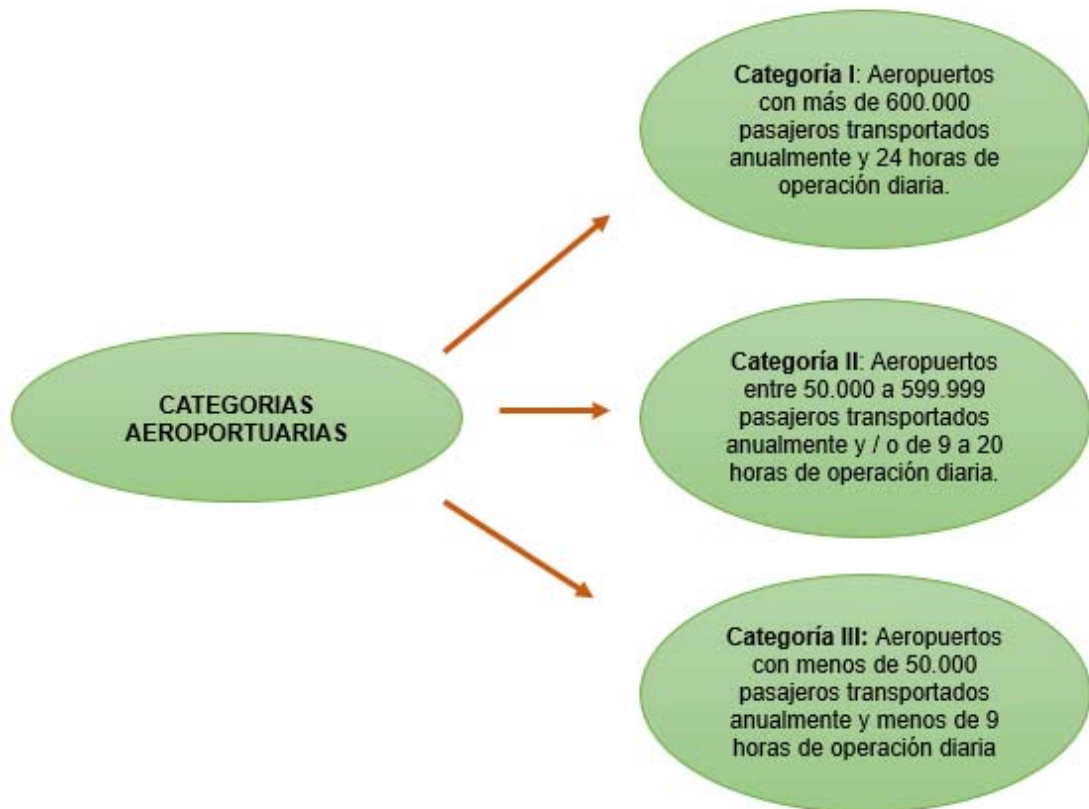 CATEGORIAS
AEROPORTUARIAS
Categoría I: Aeropuertos
con más de 600.000
pasajeros transportados
anualmente y 24 horas de
operación diaria.
Categoría II: Aeropuertos
entre 50.000 a 599.999
pasajeros transportados
anualmente y / o de 9 a 20
horas de operación diaria.
Categoría III: Aeropuertos
con menos de 50.000
pasajeros transportados
anualmente y menos de 9
horas de operación diaria